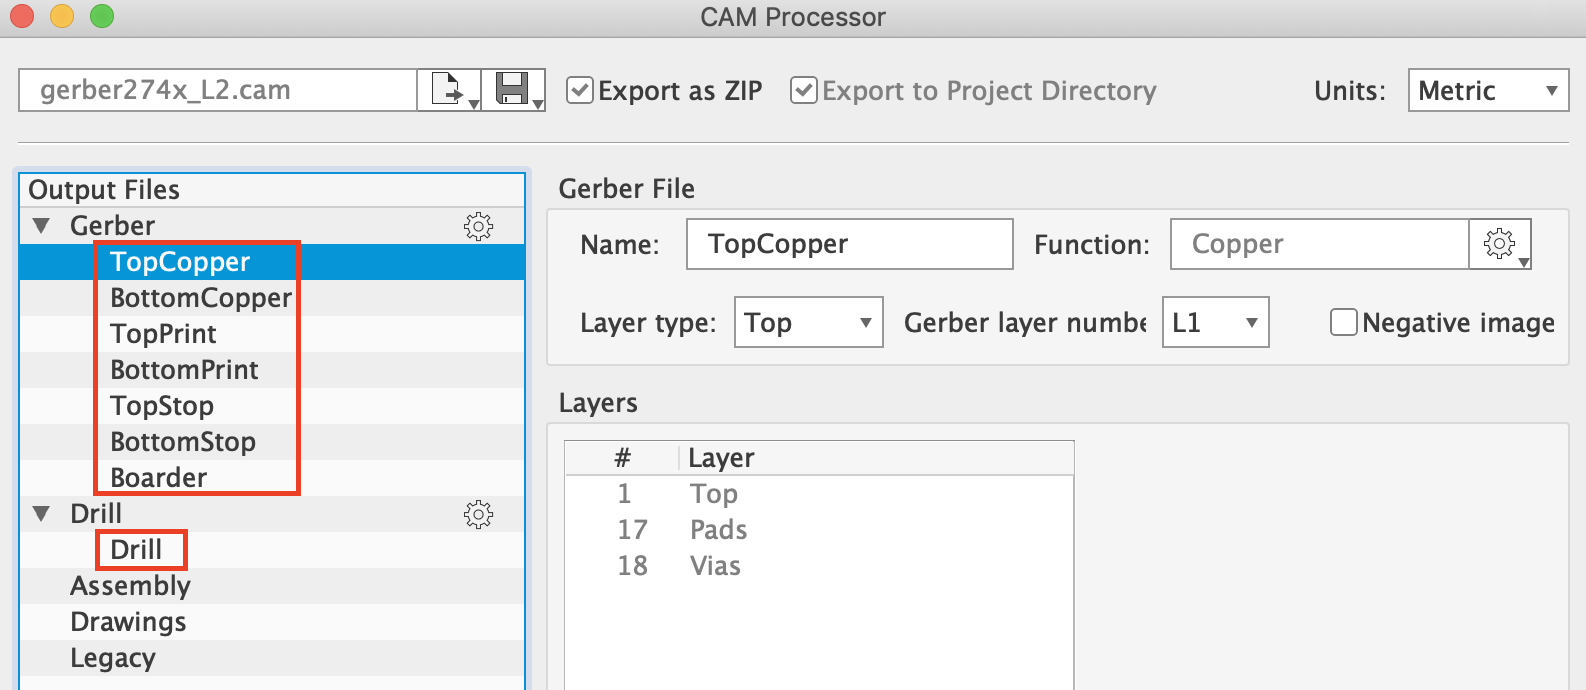 CAM Processor
gerber274x_L2.cam
Export as ZIP
Export to Project Directory
Units:
Metric
Output Files
Gerber
TopCopper
BottomCopper
TopPrint
BottomPrint
TopStop
BottomStop
Boarder
Drill
Drill
Assembly
Drawings
Legacy
Gerber File
Name: TopCopper Function: Copper
Layer type: Top Gerber layer numbe L1 Negative image
Layers
# Layer
1 Top
17 Pads
18 Vias